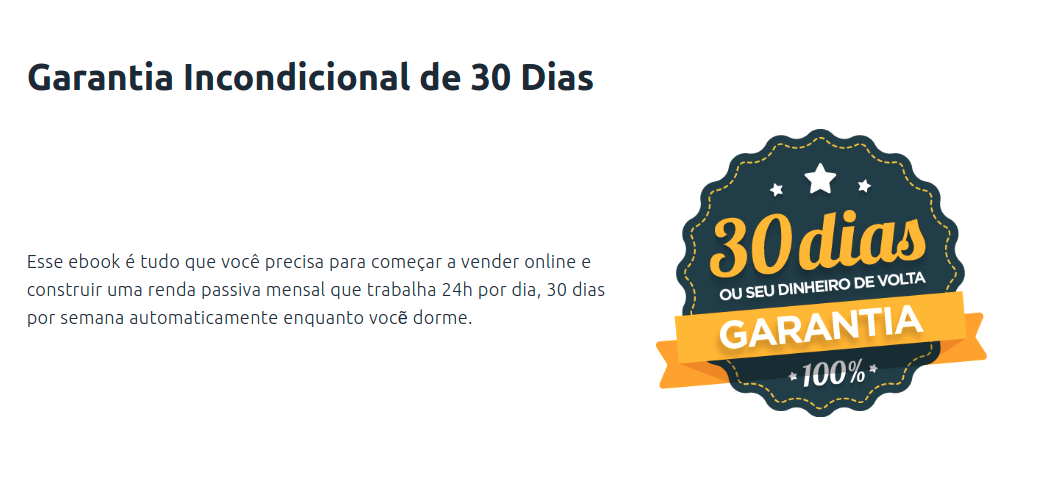 Garantia Incondicional de 30 Dias
Esse ebook é tudo que você precisa para começar a vender online e
construir uma renda passiva mensal que trabalha 24h por dia, 30 dias
por semana automaticamente enquanto vocẽ dorme.
30 dias
OU SEU DINHEIRO DE VOLTA
GARANTIA
100%